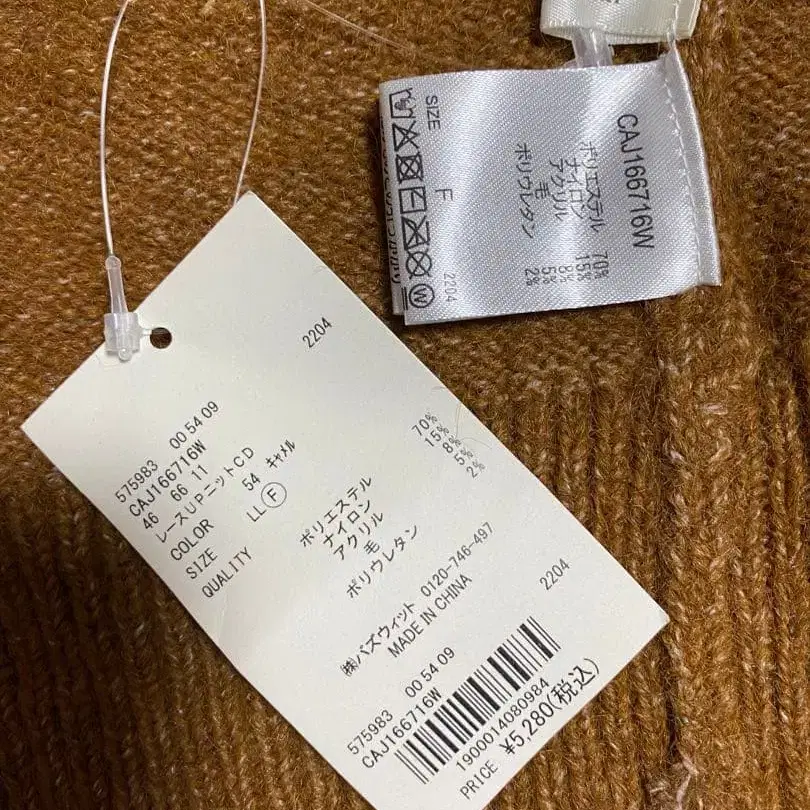 2204
575983 00 54 09
CAJ166716W
46 66 11
レースUPニットCD
COLOR 54 キャメル
SIZE LL F
QUALITY
ポリエステル 70%
ナイロン 15%
アクリル 8%
毛 5%
ポリウレタン 2%
㈱バズウィット 0120-746-497
MADE IN CHINA
2204
575983 00 54 09
CAJ166716W
1900014080984
PRICE ¥5,280(税込)
CAJ166716W
ポリエステル 70%
ナイロン 15%
アクリル 8%
毛 5%
ポリウレタン 2%
SIZE F
2204
W